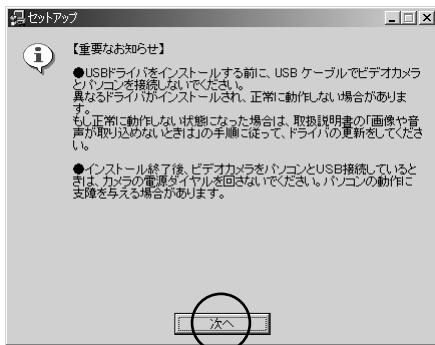 セットアップ
【重要なお知らせ】
●USBドライバをインストールする前に、USB ケーブルでビデオカメラ
とパソコンを接続しないでください。
異なるドライバがインストールされ、正常に動作しない場合がありま
す。
もし正常に動作しない状態になった場合は、取扱説明書の「画像や音
声が取り込めないときは」の手順に従って、ドライバの更新をしてくださ
い。
●インストール終了後、ビデオカメラをパソコンとUSB接続していると
きは、カメラの電源ダイヤルを回さないでください。パソコンの動作に
支障を与える場合があります。
次へ